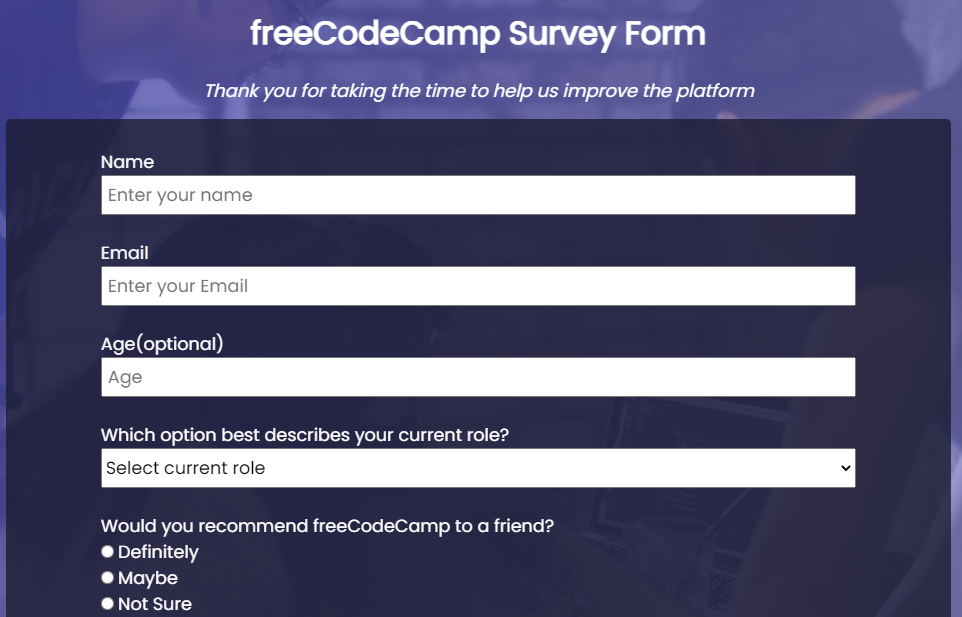 freeCodeCamp Survey Form
Thank you for taking the time to help us improve the platform
Name
Enter your name
Email
Enter your Email
Age(optional)
Age
Which option best describes your current role?
Select current role
Would you recommend freeCodeCamp to a friend?
Definitely
Maybe
Not Sure